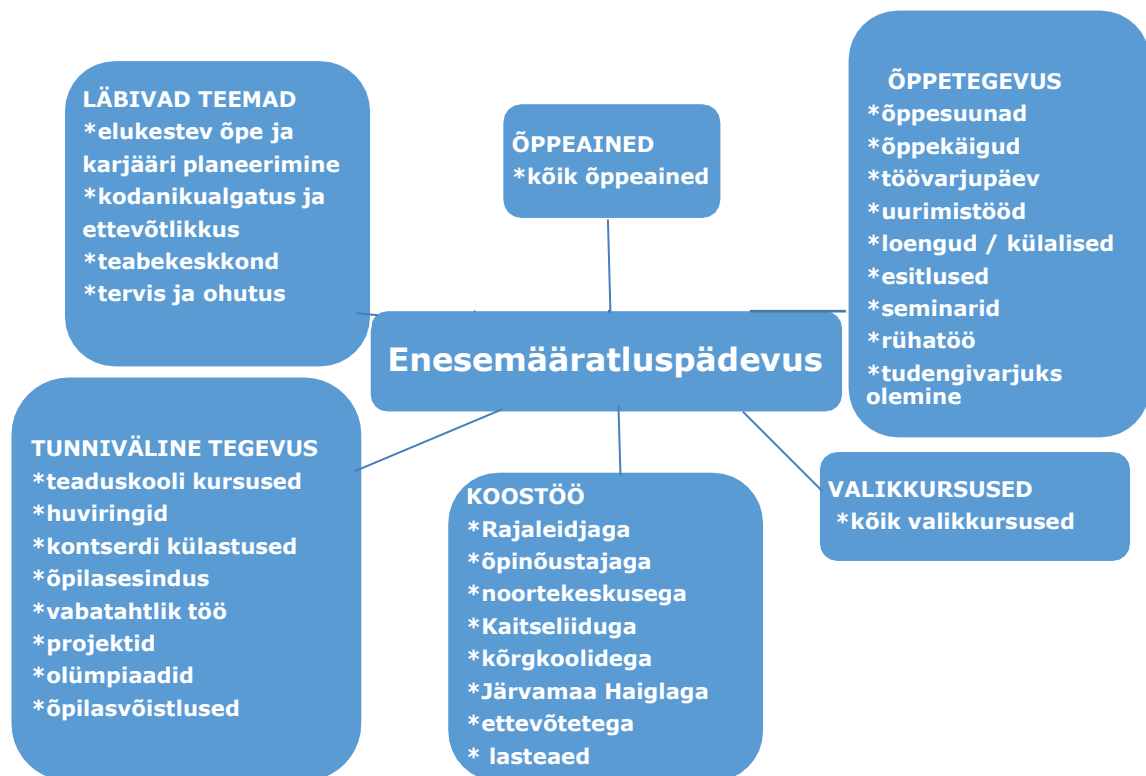 LÄBIVAD TEEMAD
*elukestev õpe ja
karjääri planeerimine
*kodanikualgatus ja
ettevõtlikkus
*teabekeskkond
*tervis ja ohutus
ÕPPEAINED
*kõik õppeained
ÕPPETEGEVUS
*õppesuunad
*õppekäigud
*töövarjupäev
*uurimistööd
*loengud / külalised
*esitlused
*seminarid
*rühatöö
*tudengivarjuks
olemine
Enesemääratluspädevus
TUNNIVÄLINE TEGEVUS
*teaduskooli kursused
*huviringid
*kontserdi külastused
*õpilasesindus
*vabatahtlik töö
*projektid
*olümpiaadid
*õpilasvõistlused
KOOSTÖÖ
*Rajaleidjaga
*õpinõustajaga
*noortekeskusega
*Kaitseliiduga
*kõrgkoolidega
*Järvamaa Haiglaga
*ettevõtetega
* lasteaed
VALIKKURSUSED
*kõik valikkursused